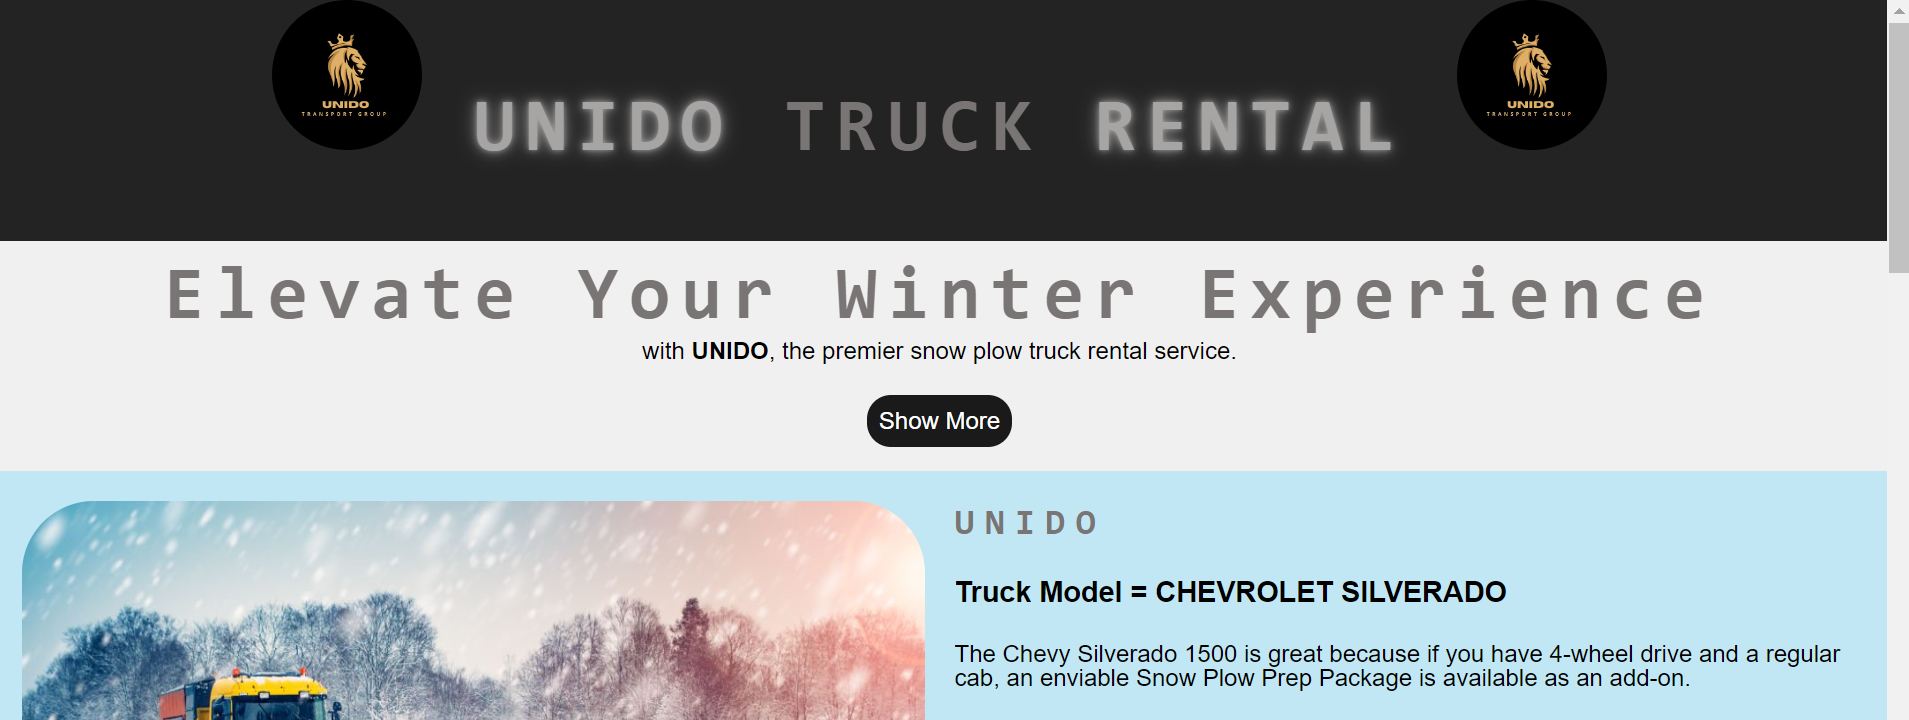 UNIDO
TRANSPORT GROUP
UNIDO TRUCK RENTAL
UNIDO
TRANSPORT GROUP
Elevate Your Winter Experience
with UNIDO, the premier snow plow truck rental service.
Show More
UNIDO
Truck Model = CHEVROLET SILVERADO
The Chevy Silverado 1500 is great because if you have 4-wheel drive and a regular
cab, an enviable Snow Plow Prep Package is available as an add-on.